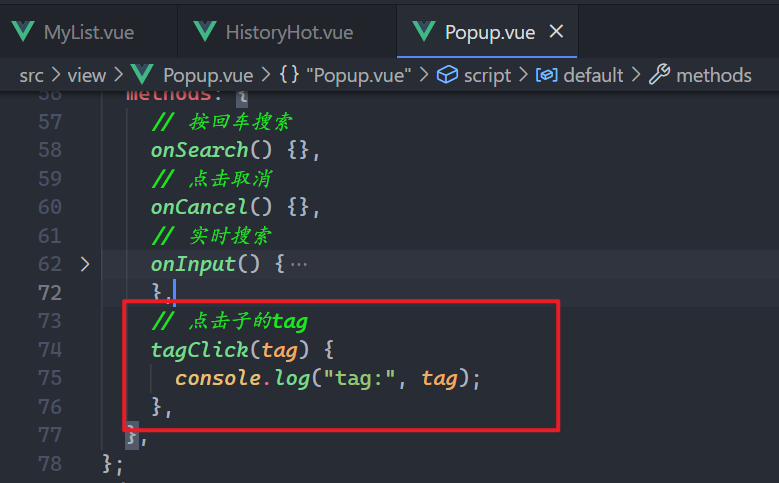 MyList.vue HistoryHot.vue Popup.vue ×
src > view > Popup.vue > {} "Popup.vue" > script > default > methods
56 methods: {
57 // 按回车搜索
58 onSearch() {},
59 // 点击取消
60 onCancel() {},
61 // 实时搜索
62 > onInput() { ···
72 },
73 // 点击子的tag
74 tagClick(tag) {
75 console.log("tag:", tag);
76 },
77 },
78 };